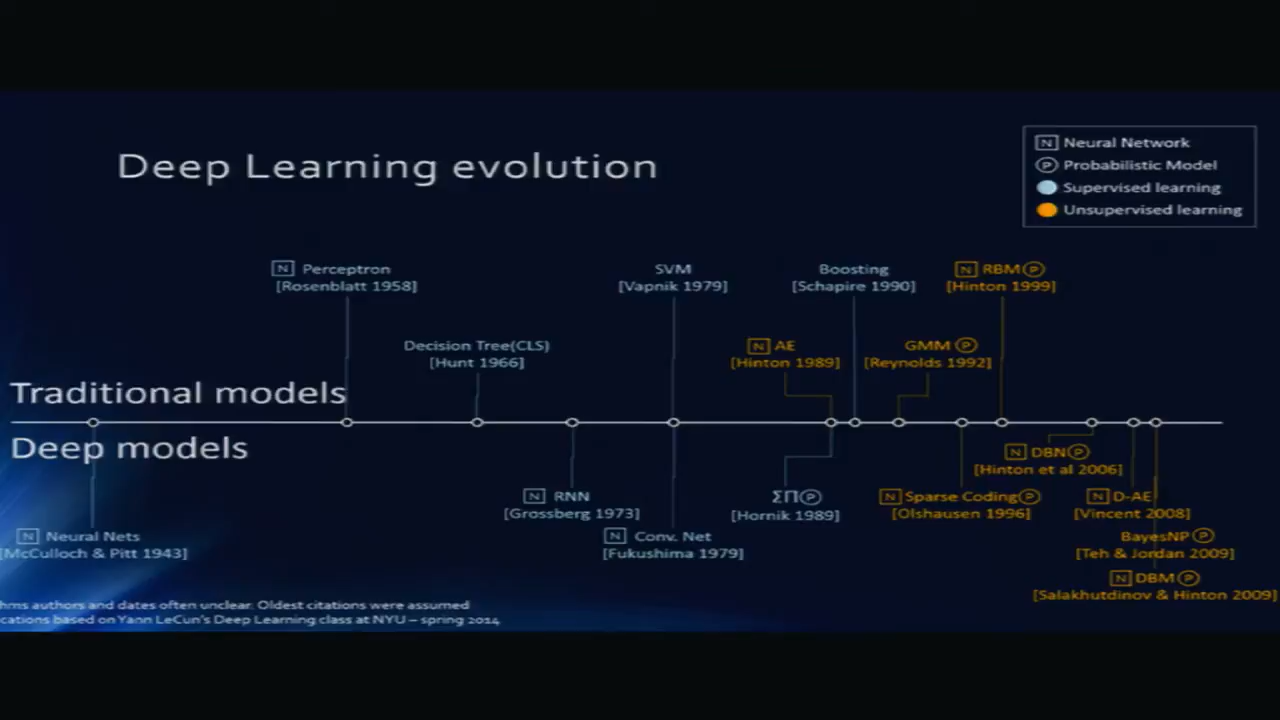 Deep Learning evolution
N Neural Network
P Probabilistic Model
Supervised learning
Unsupervised learning
N Perceptron
[Rosenblatt 1958]
SVM
[Vapnik 1979]
Boosting
[Schapire 1990]
N RBM P
[Hinton 1999]
Decision Tree(CLS)
[Hunt 1966]
N AE
[Hinton 1989]
GMM P
[Reynolds 1992]
Traditional models
Deep models
N DBN P
[Hinton et al 2006]
N RNN
[Grossberg 1973]
ΣΠ P
[Hornik 1989]
N Sparse Coding P
[Olshausen 1996]
N D-AE
[Vincent 2008]
N Neural Nets
[McCulloch & Pitt 1943]
N Conv. Net
[Fukushima 1979]
BayesNP P
[Teh & Jordan 2009]
N DBM P
[Salakhutdinov & Hinton 2009]
hms authors and dates often unclear. Oldest citations were assumed
cations based on Yann LeCun's Deep Learning class at NYU – spring 2014